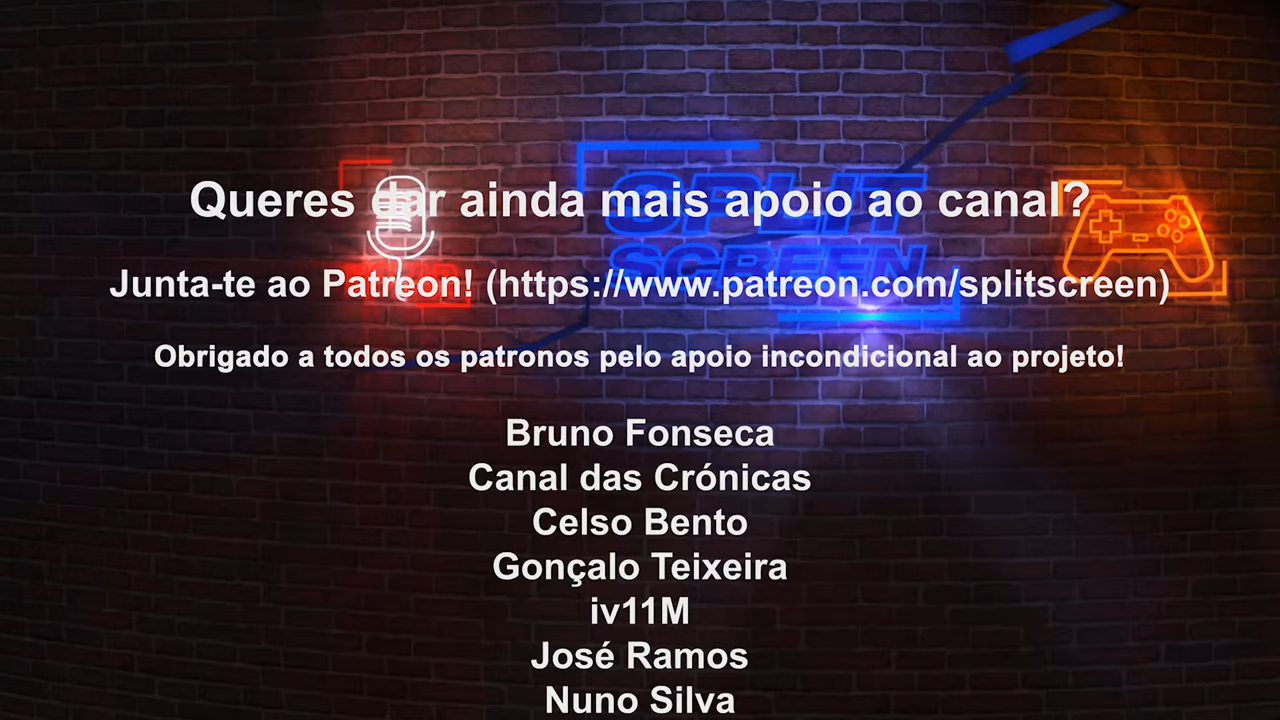 Queres dar ainda mais apoio ao canal?
SPLIT
SCREEN
Junta-te ao Patreon! (https://www.patreon.com/splitscreen)
Obrigado a todos os patronos pelo apoio incondicional ao projeto!
Bruno Fonseca
Canal das Crónicas
Celso Bento
Gonçalo Teixeira
iv11M
José Ramos
Nuno Silva